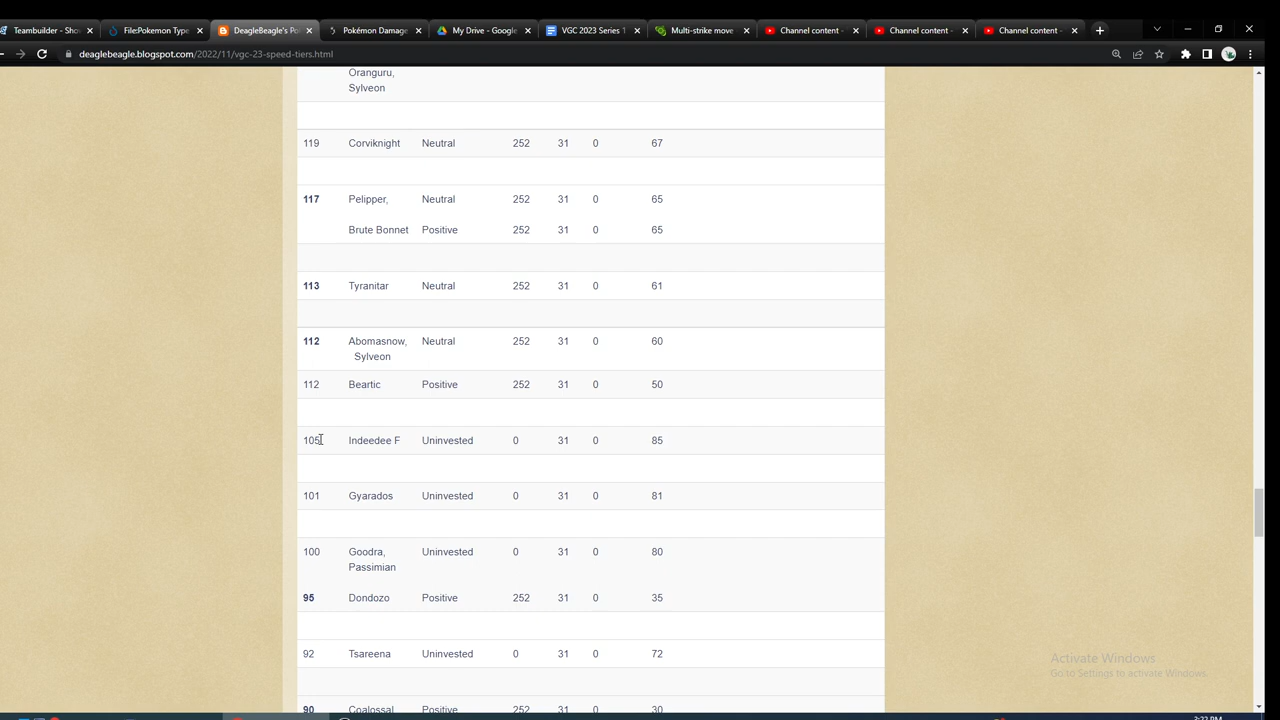 Teambuilder - Sho
File:Pokemon Type
DeagleBeagle's Po
Pokémon Damage
My Drive - Google
VGC 2023 Series 1
Multi-strike move
Channel content -
Channel content -
Channel content -
deaglebeagle.blogspot.com/2022/11/vgc-23-speed-tiers.html
Oranguru,
Sylveon
119 Corviknight Neutral 252 31 0 67
117 Pelipper, Neutral 252 31 0 65
Brute Bonnet Positive 252 31 0 65
113 Tyranitar Neutral 252 31 0 61
112 Abomasnow, Neutral 252 31 0 60
Sylveon
112 Beartic Positive 252 31 0 50
105 Indeedee F Uninvested 0 31 0 85
101 Gyarados Uninvested 0 31 0 81
100 Goodra, Uninvested 0 31 0 80
Passimian
95 Dondozo Positive 252 31 0 35
92 Tsareena Uninvested 0 31 0 72
90 Coalossal Positive 252 31 0 30
Activate Windows
Go to Settings to activate Windows.
3:22 PM